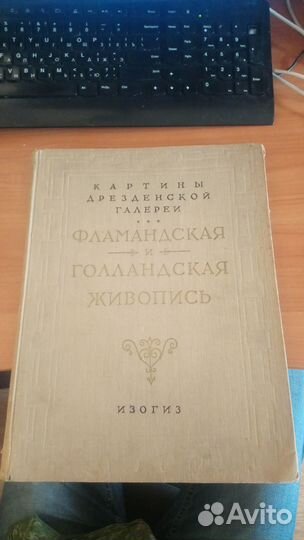 КАРТИНЫ
ДРЕЗДЕНСКОЙ
ГАЛЕРЕИ
ФЛАМАНДСКАЯ
И
ГОЛЛАНДСКАЯ
ЖИВОПИСЬ
ИЗОГИЗ
Avito